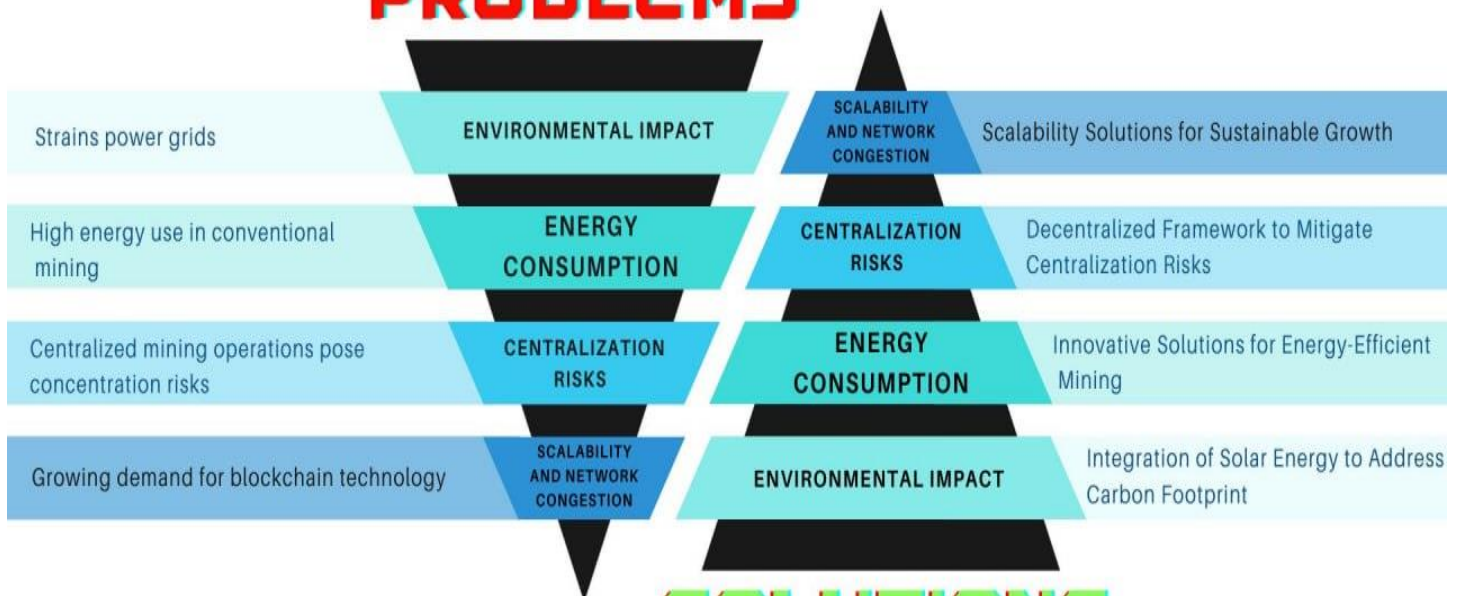 PROBLEMS
Strains power grids
ENVIRONMENTAL IMPACT
High energy use in conventional
mining
ENERGY
CONSUMPTION
Centralized mining operations pose
concentration risks
CENTRALIZATION
RISKS
Growing demand for blockchain technology
SCALABILITY
AND NETWORK
CONGESTION
SCALABILITY
AND NETWORK
CONGESTION
Scalability Solutions for Sustainable Growth
CENTRALIZATION
RISKS
Decentralized Framework to Mitigate
Centralization Risks
ENERGY
CONSUMPTION
Innovative Solutions for Energy-Efficient
Mining
ENVIRONMENTAL IMPACT
Integration of Solar Energy to Address
Carbon Footprint
SOLUTIONS